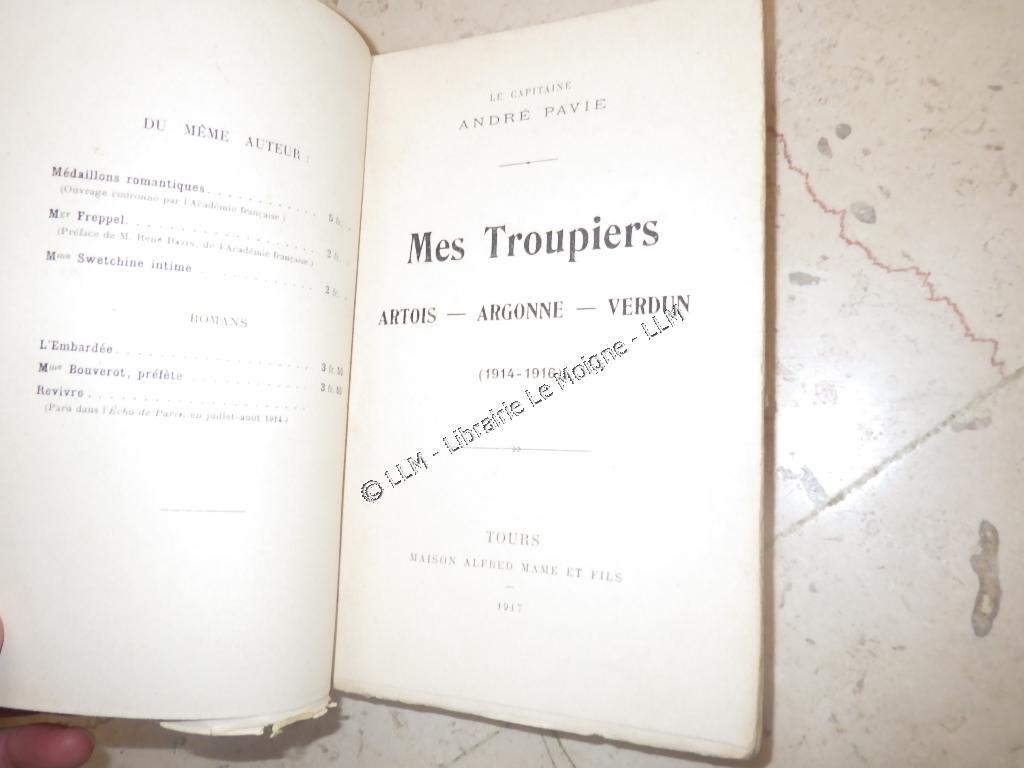 DU MÊME AUTEUR :
Médaillons romantiques. . . . . . . . . . . 5 fr. .
(Ouvrage couronné par l'Académie française.)
Mgr Freppel. . . . . . . . . . . . . . . . . . 2 fr. .
(Préface de M. René BAZIN, de l'Académie française.)
Mme Swetchine intime . . . . . . . . . . . 2 fr. .
ROMANS
L'Embardée. . . . . . . . . . . . . . . . . . . 3 fr. 50
Mme Bouverot, préfète . . . . . . . . . . . 3 fr. 50
Revivre . . . . . . . . . . . . . . . . . . . .
(Paru dans l'Écho de Paris, en juillet-août 1914.)
LE CAPITAINE
ANDRÉ PAVIE
Mes Troupiers
ARTOIS — ARGONNE — VERDUN
(1914-1916)
© LLM - Librairie Le Moigne - LLM
TOURS
MAISON ALFRED MAME ET FILS
1917